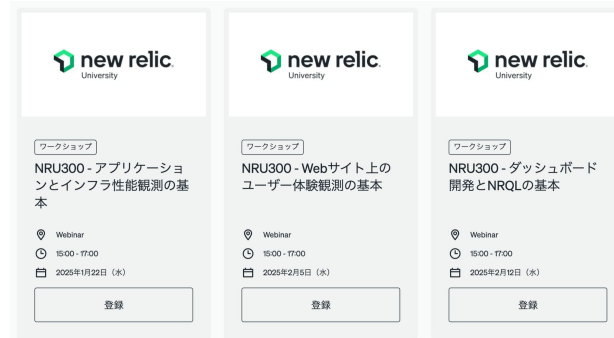 new relic.
University
ワークショップ
NRU300 - アプリケーショ
ンとインフラ性能観測の基
本
Webinar
15:00 - 17:00
2025年1月22日（水）
登録
new relic.
University
ワークショップ
NRU300 - Webサイト上の
ユーザー体験観測の基本
Webinar
15:00 - 17:00
2025年2月5日（水）
登録
new relic.
University
ワークショップ
NRU300 - ダッシュボード
開発とNRQLの基本
Webinar
15:00 - 17:00
2025年2月12日（水）
登録